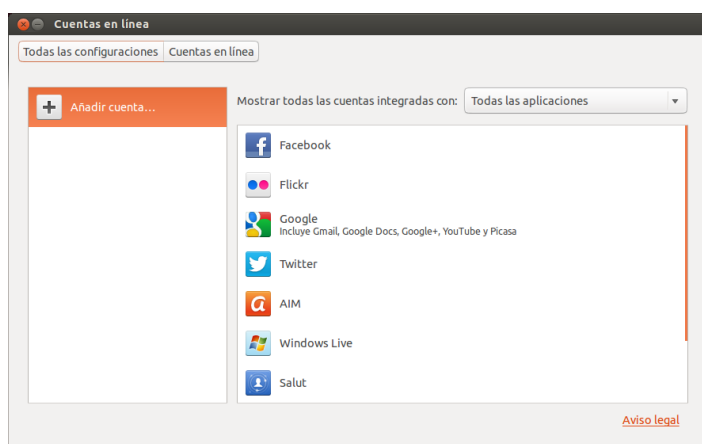 Cuentas en línea
Todas las configuraciones Cuentas en línea
Añadir cuenta...
Mostrar todas las cuentas integradas con: Todas las aplicaciones
Facebook
Flickr
Google
Incluye Gmail, Google Docs, Google+, YouTube y Picasa
Twitter
AIM
Windows Live
Salut
Aviso legal